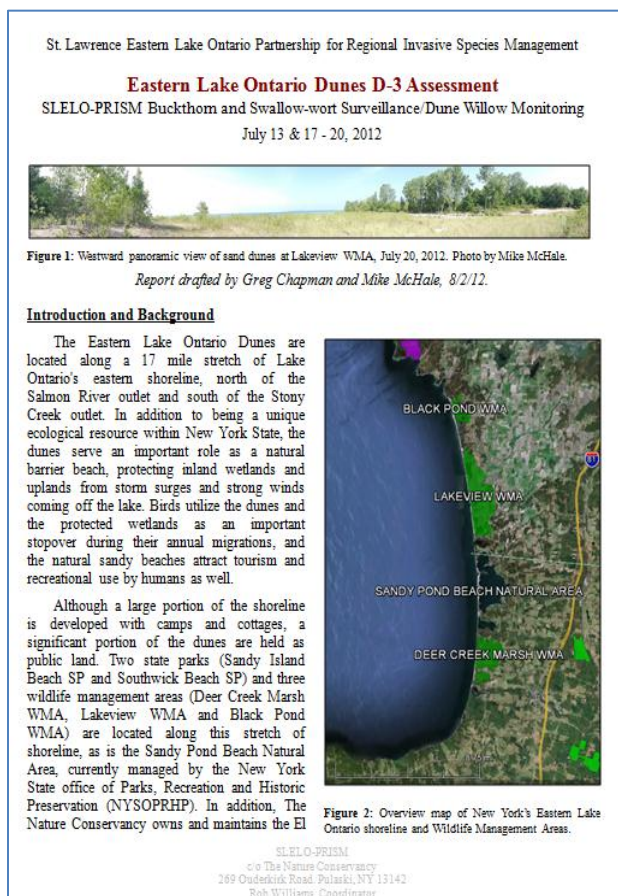 St. Lawrence Eastern Lake Ontario Partnership for Regional Invasive Species Management
Eastern Lake Ontario Dunes D-3 Assessment
SLELO-PRISM Buckthorn and Swallow-wort Surveillance/Dune Willow Monitoring
July 13 & 17 - 20, 2012
Figure 1: Westward panoramic view of sand dunes at Lakeview WMA, July 20, 2012. Photo by Mike McHale.
Report drafted by Greg Chapman and Mike McHale, 8/2/12.
Introduction and Background
The Eastern Lake Ontario Dunes are
located along a 17 mile stretch of Lake
Ontario's eastern shoreline, north of the
Salmon River outlet and south of the Stony
Creek outlet. In addition to being a unique
ecological resource within New York State, the
dunes serve an important role as a natural
barrier beach, protecting inland wetlands and
uplands from storm surges and strong winds
coming off the lake. Birds utilize the dunes and
the protected wetlands as an important
stopover during their annual migrations, and
the natural sandy beaches attract tourism and
recreational use by humans as well.
Although a large portion of the shoreline
is developed with camps and cottages, a
significant portion of the dunes are held as
public land. Two state parks (Sandy Island
Beach SP and Southwick Beach SP) and three
wildlife management areas (Deer Creek Marsh
WMA, Lakeview WMA and Black Pond
WMA) are located along this stretch of
shoreline, as is the Sandy Pond Beach Natural
Area, currently managed by the New York
State office of Parks, Recreation and Historic
Preservation (NYSOPRHP). In addition, The
Nature Conservancy owns and maintains the El
BLACK POND WMA
81
LAKEVIEW WMA
SANDY POND BEACH NATURAL AREA
DEER CREEK MARSH WMA
Figure 2: Overview map of New York's Eastern Lake
Ontario shoreline and Wildlife Management Areas.
SLELO-PRISM
c/o The Nature Conservancy
269 Ouderkirk Road Pulaski, NY 13142
Rob Williams, Coordinator